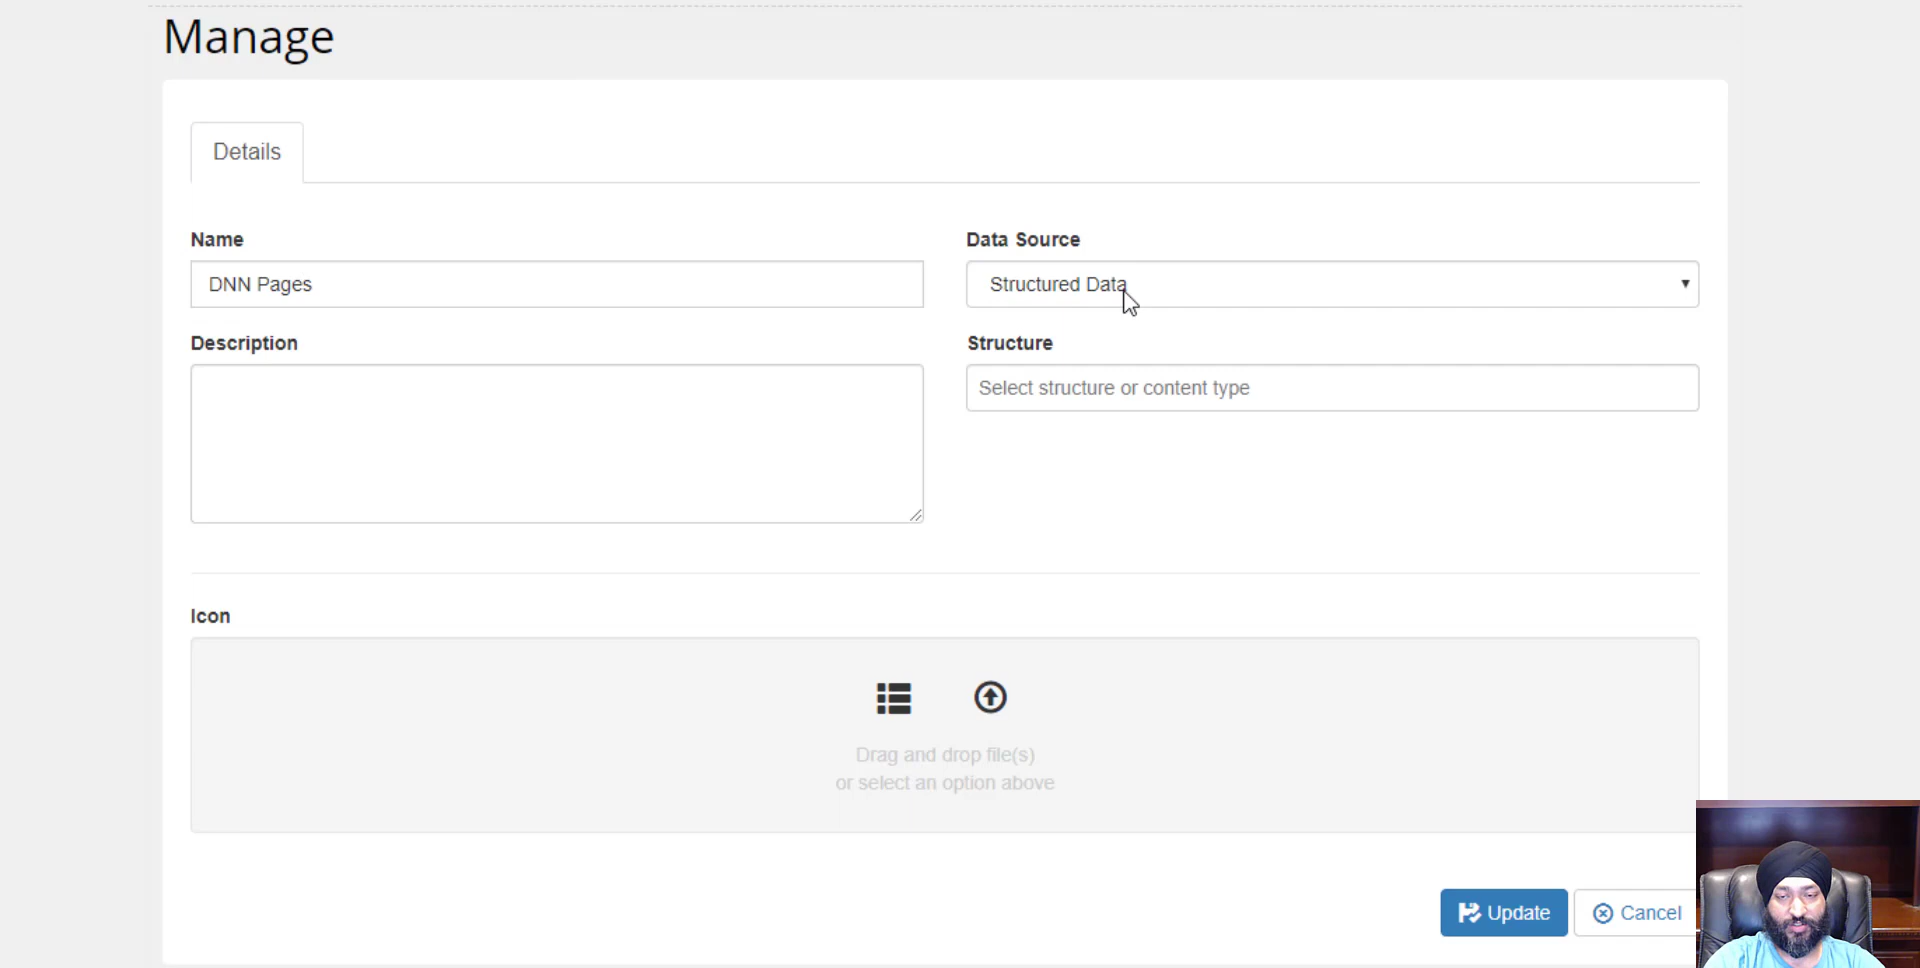 Manage
Details
Name
Data Source
DNN Pages
Structured Data
Description
Structure
Select structure or content type
Icon
Drag and drop file(s)
or select an option above
Update
Cancel